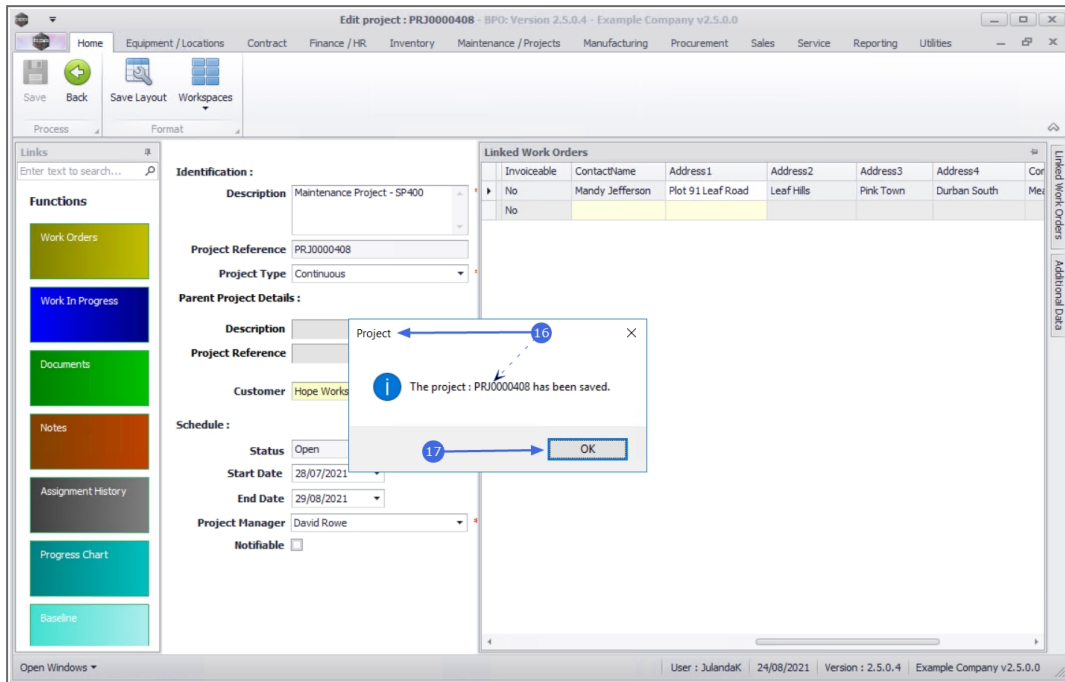 Edit project : PRJ0000408 - BPO: Version 2.5.0.4 - Example Company v2.5.0.0
Home Equipment / Locations Contract Finance / HR Inventory Maintenance / Projects Manufacturing Procurement Sales Service Reporting Utilities
Save Back Save Layout Workspaces
Process Format
Links
Enter text to search...
Functions
Work Orders
Work In Progress
Documents
Notes
Assignment History
Progress Chart
Baseline
Identification :
Description Maintenance Project - SP400 *
Project Reference PRJ0000408
Project Type Continuous *
Parent Project Details :
Description
Project Reference
Customer Hope Works
Schedule :
Status Open
Start Date 28/07/2021
End Date 29/08/2021
Project Manager David Rowe *
Notifiable
Linked Work Orders
Invoiceable ContactName Address1 Address2 Address3 Address4 Cor
No Mandy Jefferson Plot 91 Leaf Road Leaf Hills Pink Town Durban South Mea
No
Linked Work Orders
Additional Data
Project 16
The project : PRJ0000408 has been saved.
17 OK
Open Windows User : JulandaK 24/08/2021 Version : 2.5.0.4 Example Company v2.5.0.0